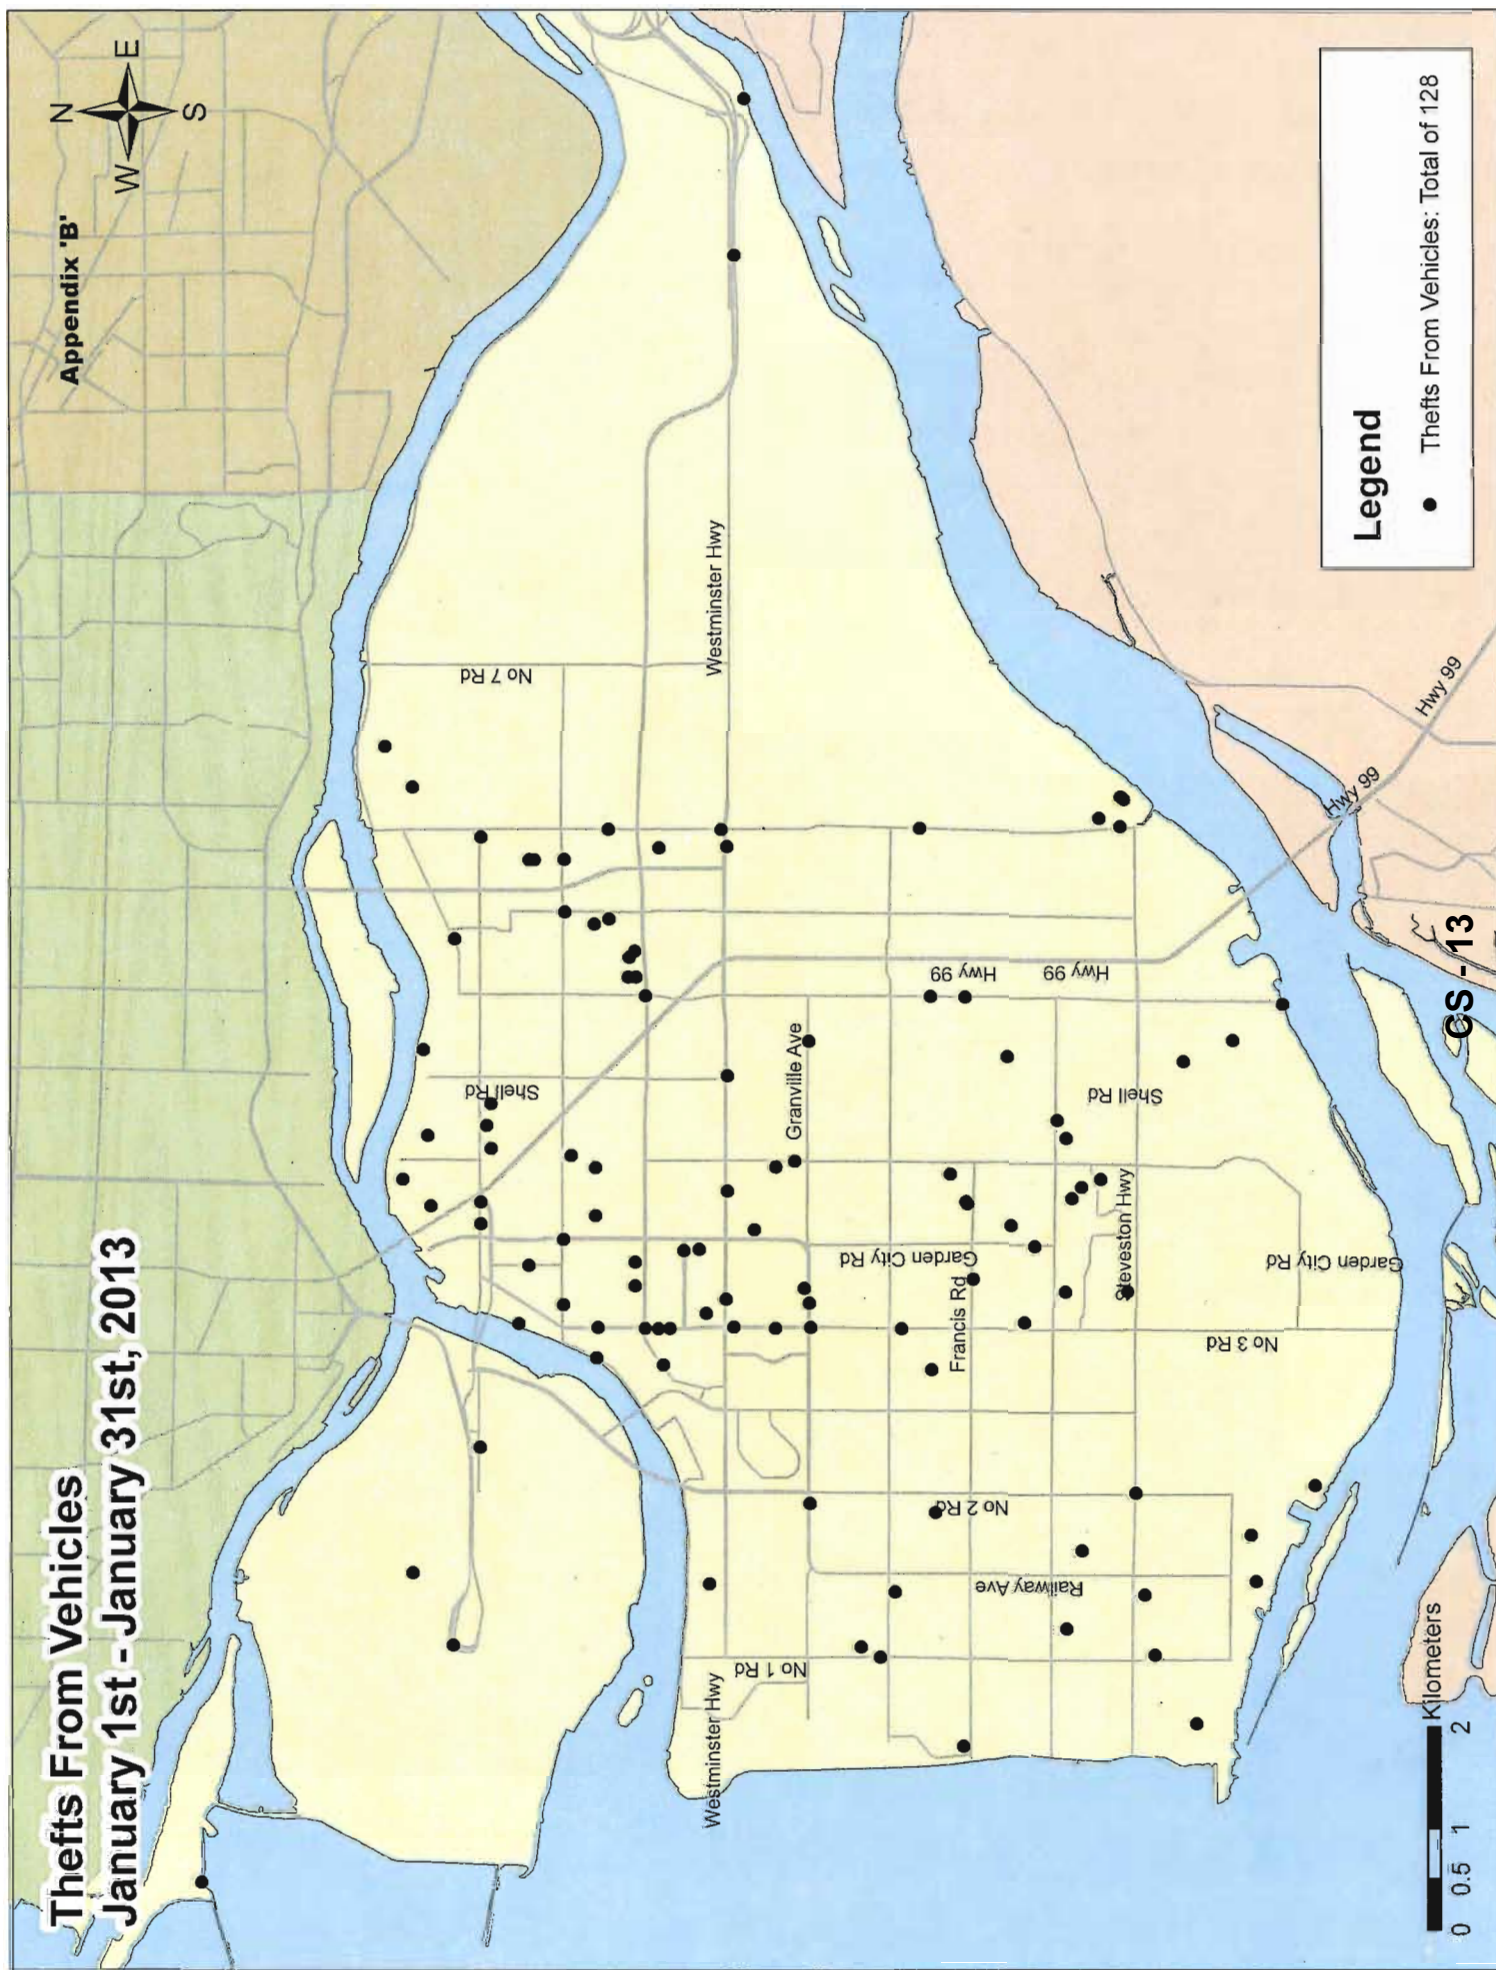 Thefts From Vehicles
January 1st - January 31st, 2013
Appendix 'B'
N
W E
S
No 7 Rd
Westminster Hwy
Shell Rd
Hwy 99
Hwy 99
Granville Ave
Shell Rd
Garden City Rd
Steveston Hwy
Francis Rd
Garden City Rd
No 3 Rd
No 2 Rd
Railway Ave
No 1 Rd
Westminster Hwy
Hwy 99
Hwy 99
0 0.5 1 2
Kilometers
Legend
Thefts From Vehicles: Total of 128
CS - 13